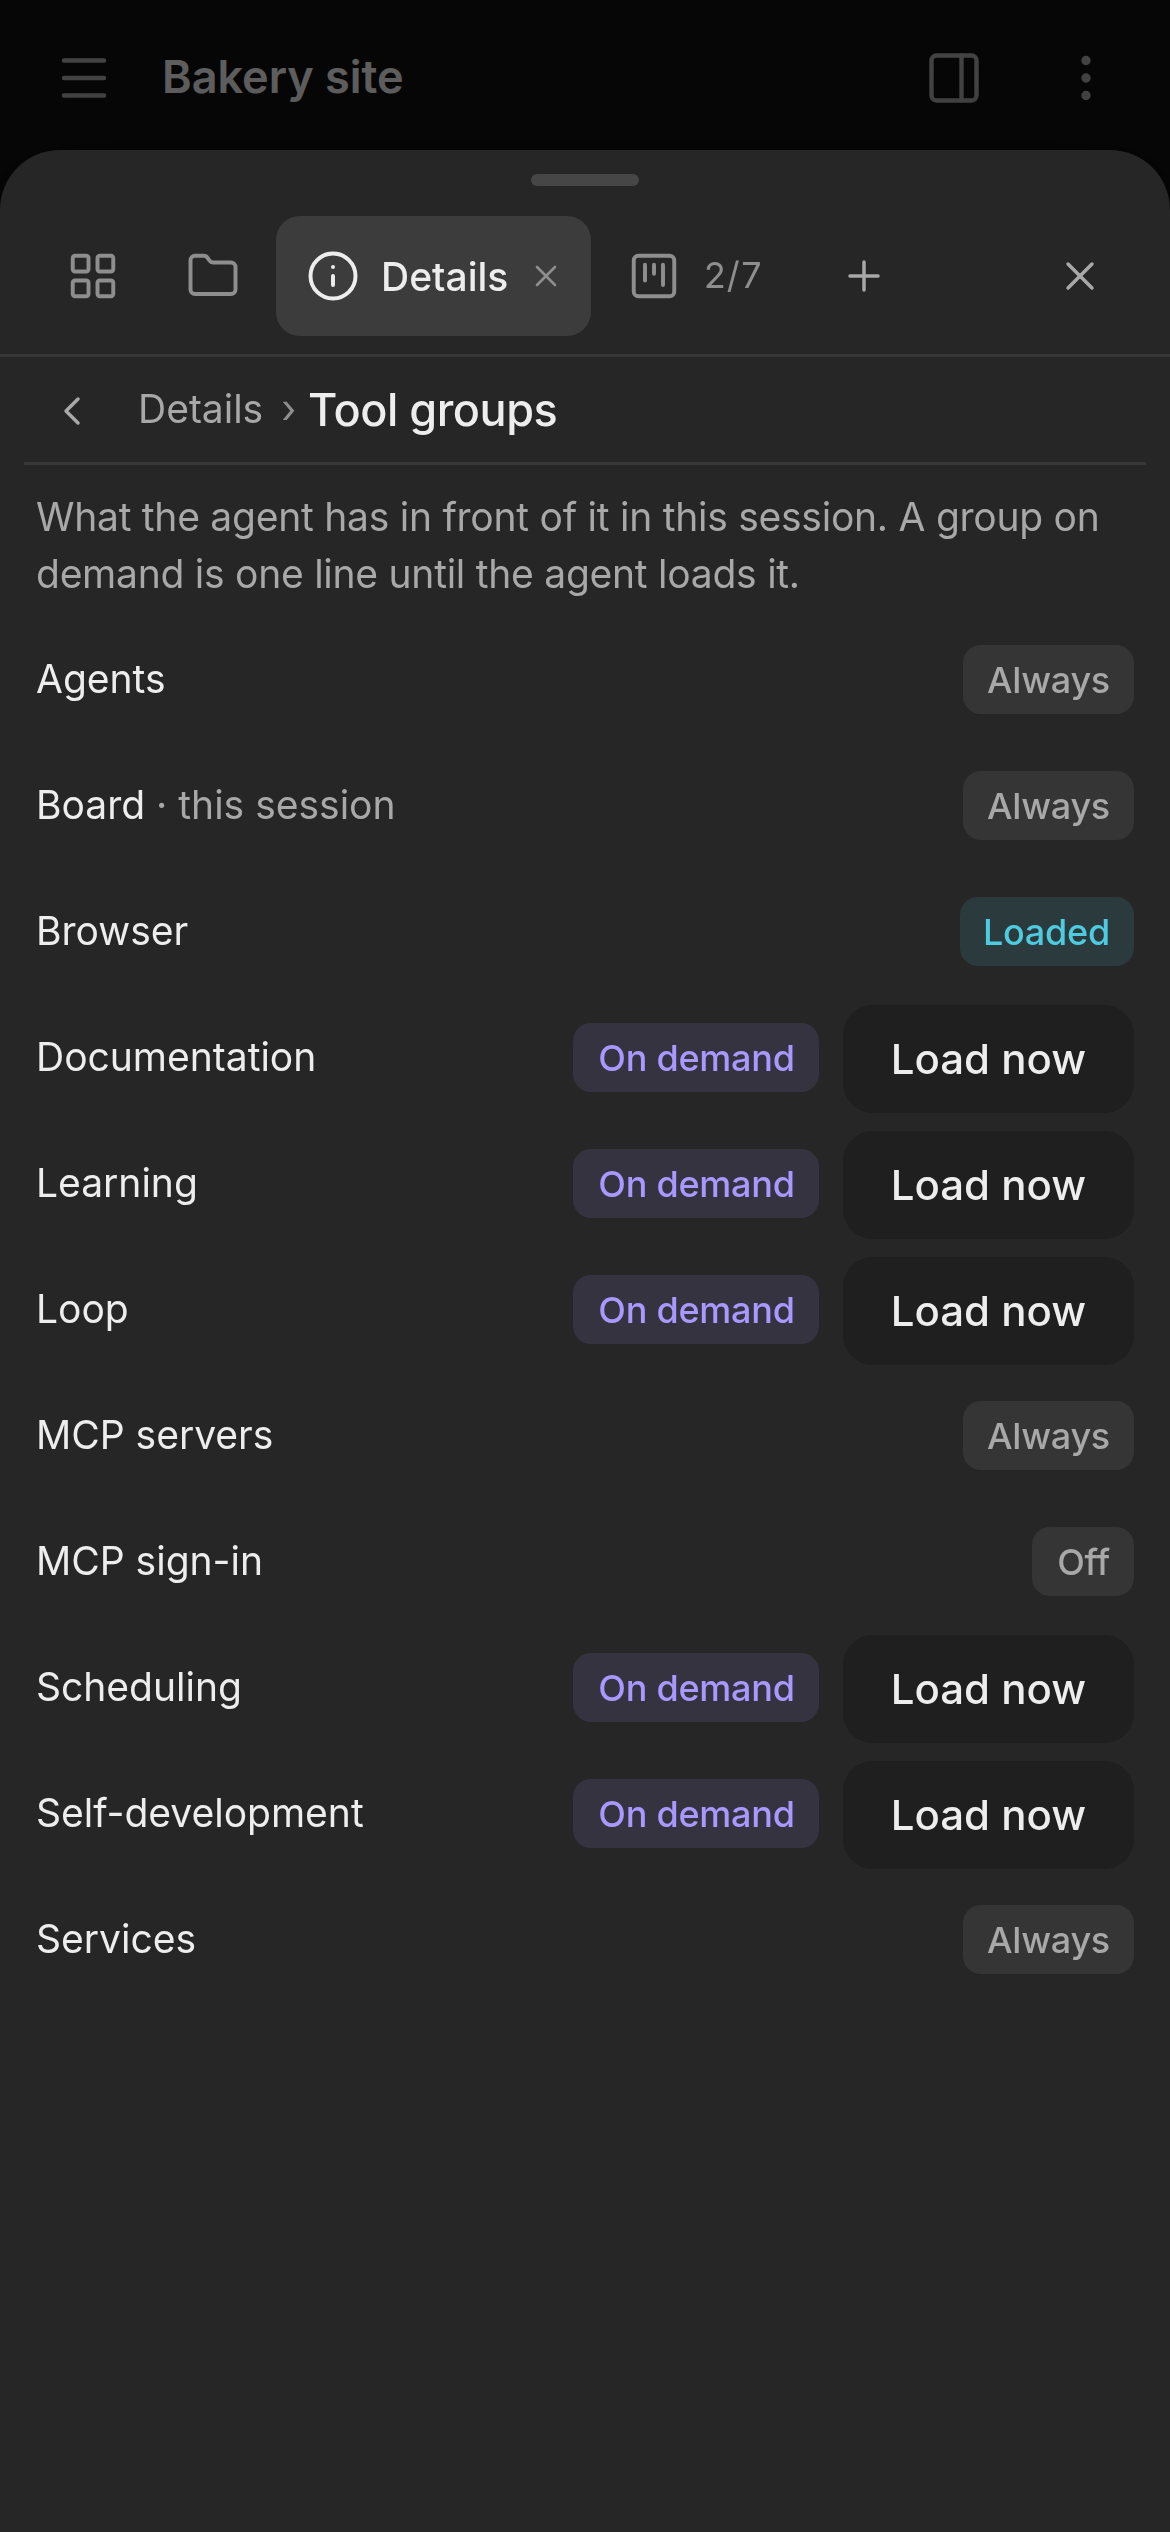 Bakery site
Details 2/7
Details › Tool groups
What the agent has in front of it in this session. A group on
demand is one line until the agent loads it.
Agents Always
Board · this session Always
Browser Loaded
Documentation On demand Load now
Learning On demand Load now
Loop On demand Load now
MCP servers Always
MCP sign-in Off
Scheduling On demand Load now
Self-development On demand Load now
Services Always